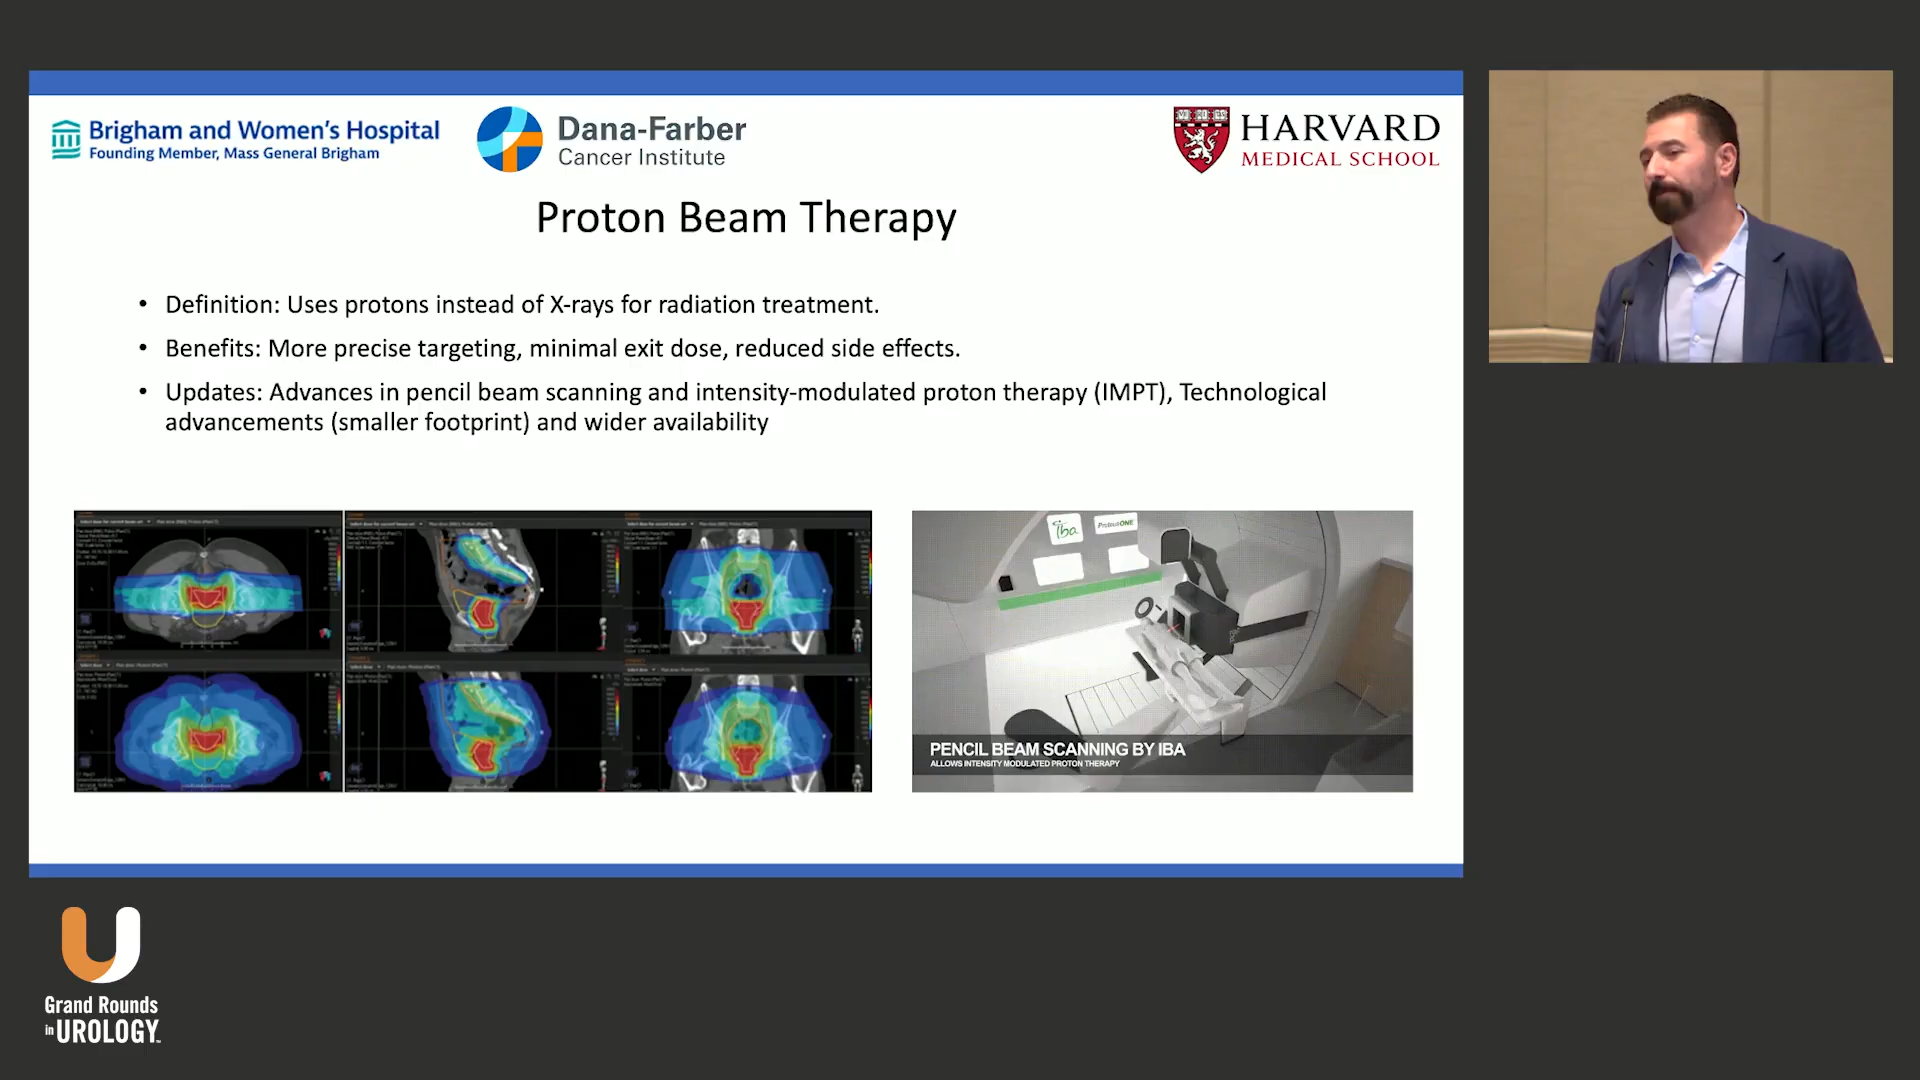 Brigham and Women's Hospital
Founding Member, Mass General Brigham
Dana-Farber
Cancer Institute
HARVARD
MEDICAL SCHOOL
Proton Beam Therapy
• Definition: Uses protons instead of X-rays for radiation treatment.
• Benefits: More precise targeting, minimal exit dose, reduced side effects.
• Updates: Advances in pencil beam scanning and intensity-modulated proton therapy (IMPT), Technological
advancements (smaller footprint) and wider availability
iba
ProteusONE
PENCIL BEAM SCANNING BY IBA
ALLOWS INTENSITY MODULATED PROTON THERAPY
Grand Rounds
in UROLOGY™